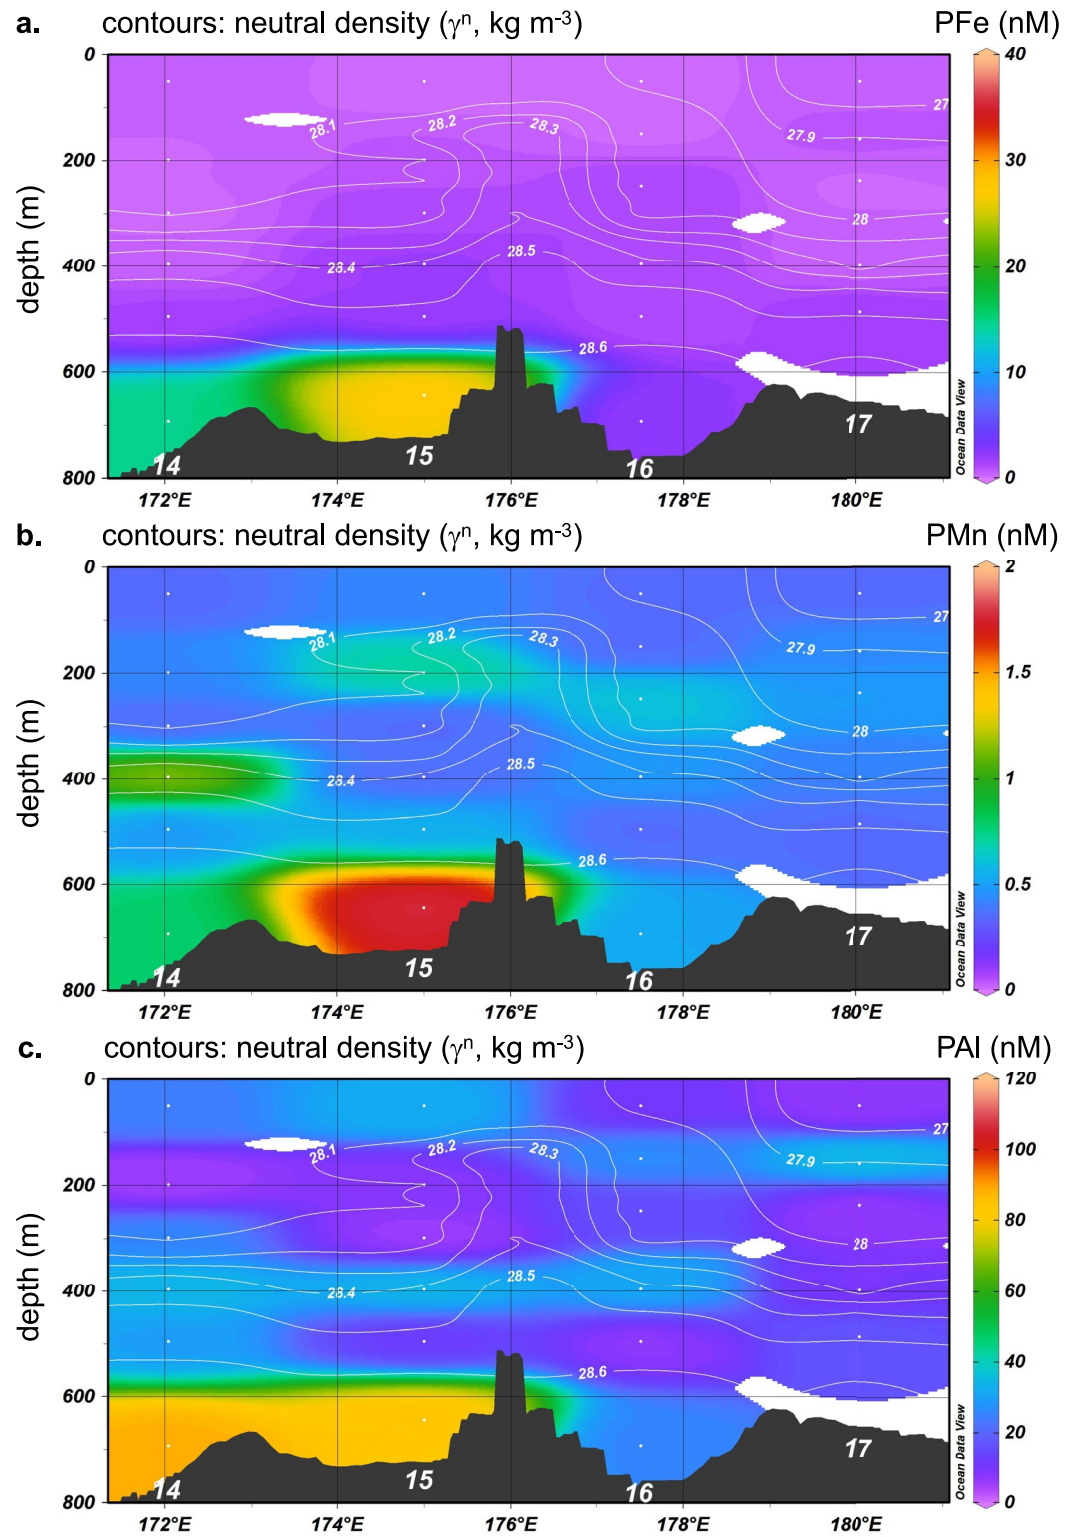 a. contours: neutral density (γⁿ, kg m-3) PFe (nM)
0
200
400
600
800
depth (m)
28.1
28.2
28.3
28.4
28.5
28.6
27.9
27
28
14
15
16
17
172°E
174°E
176°E
178°E
180°E
Ocean Data View
40
30
20
10
0
b. contours: neutral density (γⁿ, kg m-3) PMn (nM)
0
200
400
600
800
depth (m)
28.1
28.2
28.3
28.4
28.5
28.6
27.9
27
28
14
15
16
17
172°E
174°E
176°E
178°E
180°E
Ocean Data View
2
1.5
1
0.5
0
c. contours: neutral density (γⁿ, kg m-3) PAl (nM)
0
200
400
600
800
depth (m)
28.1
28.2
28.3
28.4
28.5
28.6
27.9
27
28
14
15
16
17
172°E
174°E
176°E
178°E
180°E
Ocean Data View
120
100
80
60
40
20
0